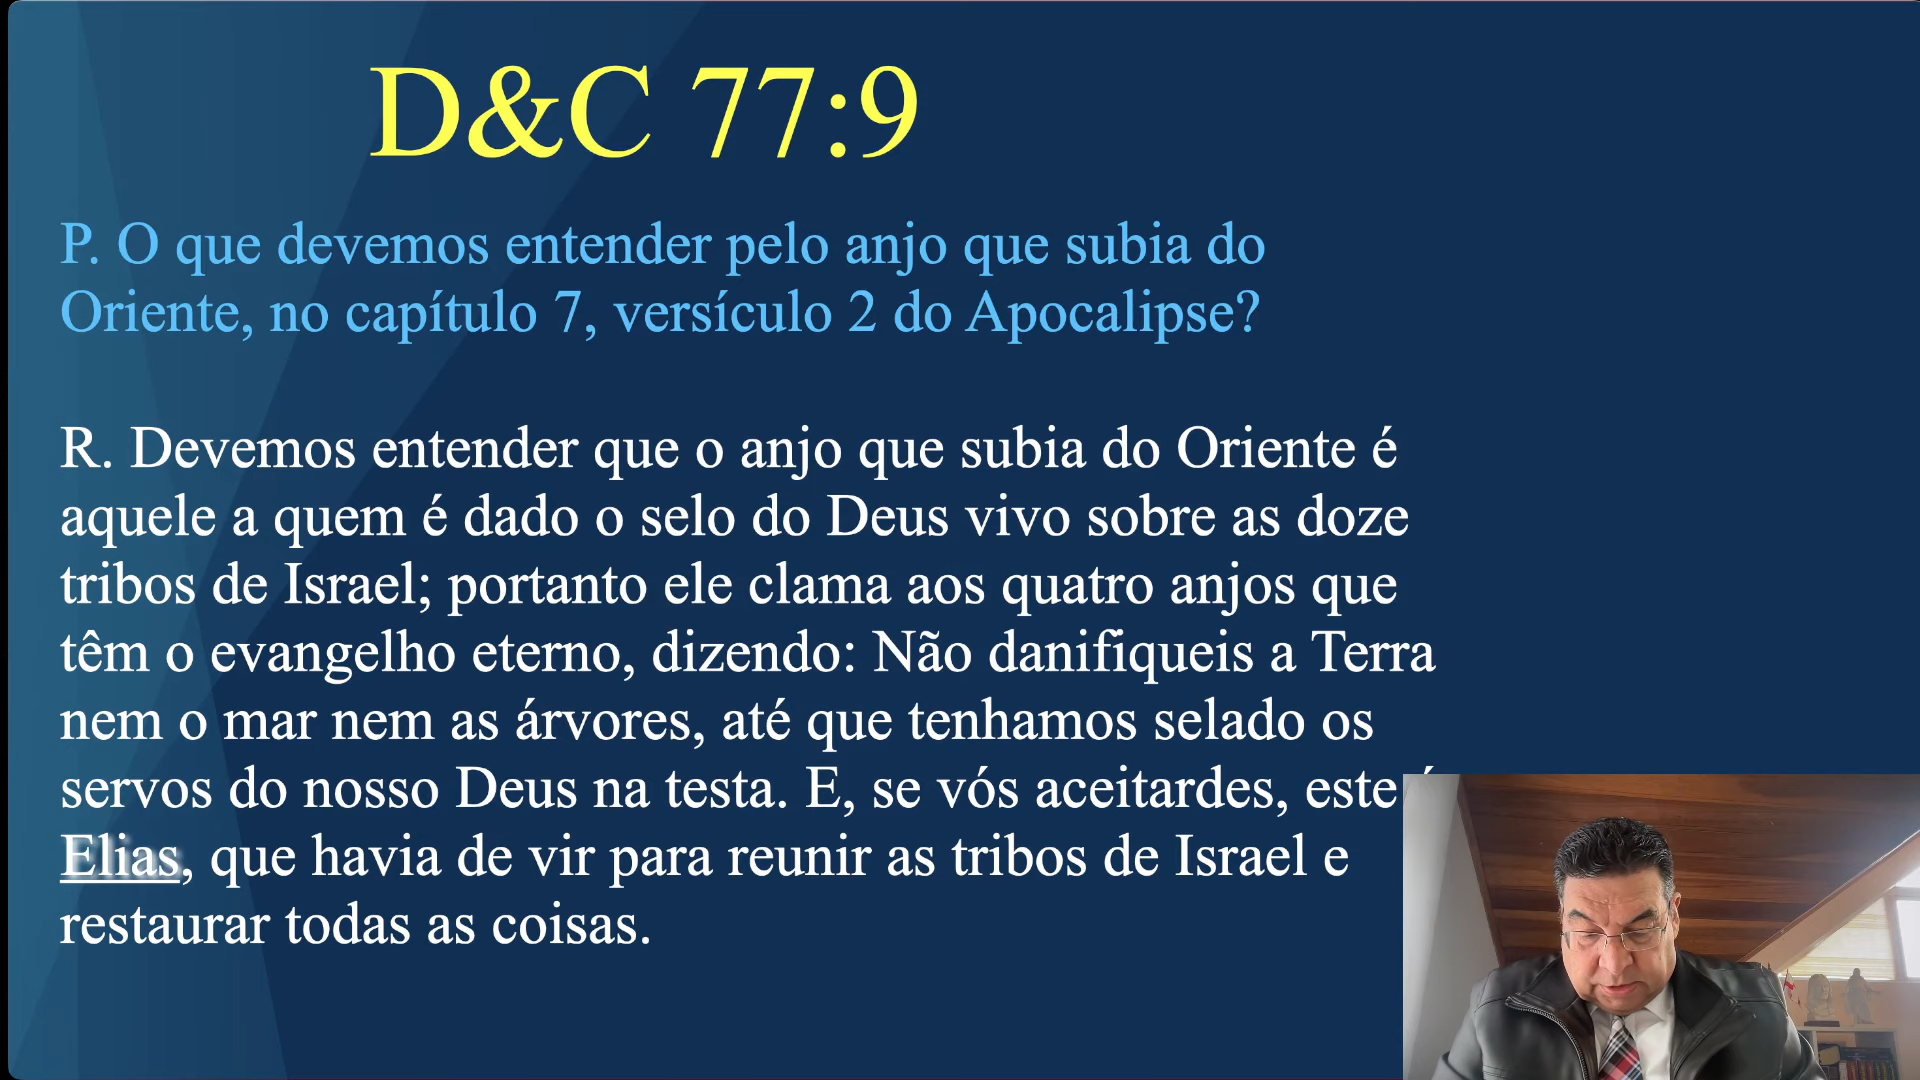 D&C 77:9
P. O que devemos entender pelo anjo que subia do
Oriente, no capítulo 7, versículo 2 do Apocalipse?
R. Devemos entender que o anjo que subia do Oriente é
aquele a quem é dado o selo do Deus vivo sobre as doze
tribos de Israel; portanto ele clama aos quatro anjos que
têm o evangelho eterno, dizendo: Não danifiqueis a Terra
nem o mar nem as árvores, até que tenhamos selado os
servos do nosso Deus na testa. E, se vós aceitardes, este
Elias, que havia de vir para reunir as tribos de Israel e
restaurar todas as coisas.